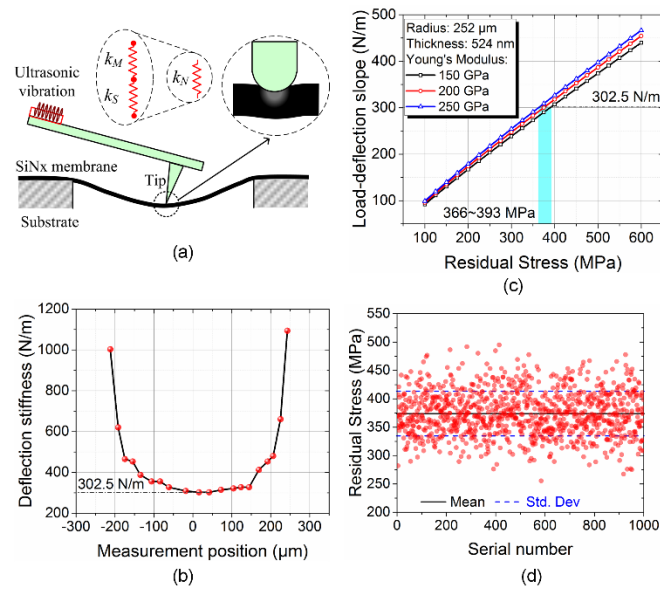 k_M
k_S
k_N
Ultrasonic
vibration
SiNx membrane
Tip
Substrate
(a)
Deflection stiffness (N/m)
1200
1000
800
600
400
200
302.5 N/m
-300 -200 -100 0 100 200 300
Measurement position (μm)
(b)
Load-deflection slope (N/m)
500
400
300
200
100
Radius: 252 μm
Thickness: 524 nm
Young's Modulus:
150 GPa
200 GPa
250 GPa
302.5 N/m
366~393 MPa
100 200 300 400 500 600
Residual Stress (MPa)
(c)
Residual Stress (MPa)
550
500
450
400
350
300
250
200
Mean Std. Dev
0 200 400 600 800 1000
Serial number
(d)